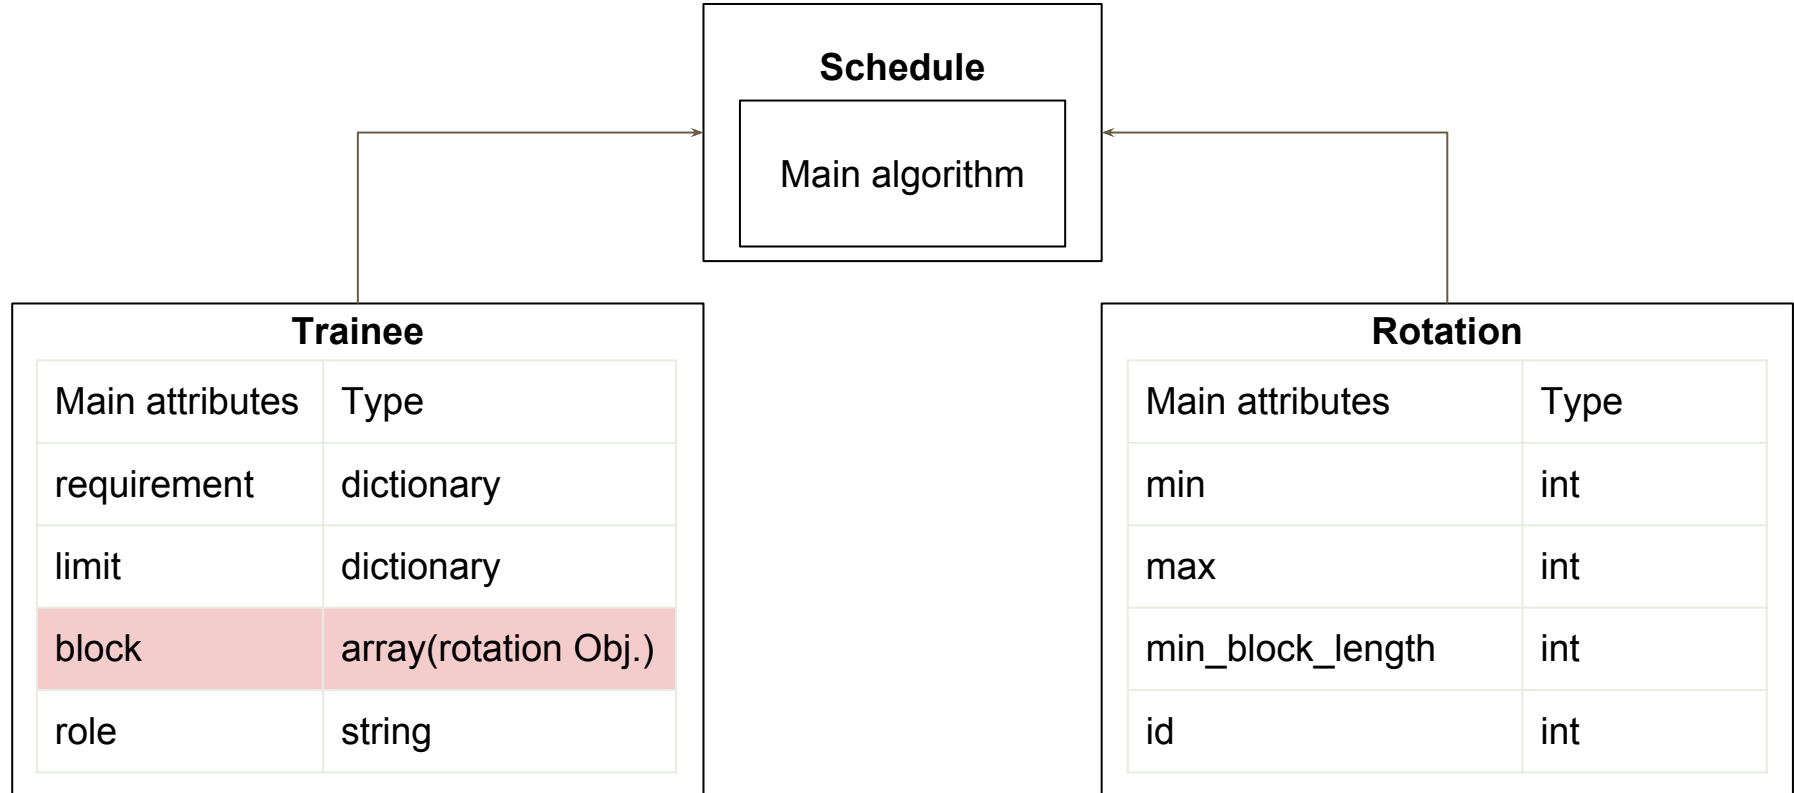 Schedule
Main algorithm
Trainee
Main attributes Type
requirement dictionary
limit dictionary
block array(rotation Obj.)
role string
Rotation
Main attributes Type
min int
max int
min_block_length int
id int